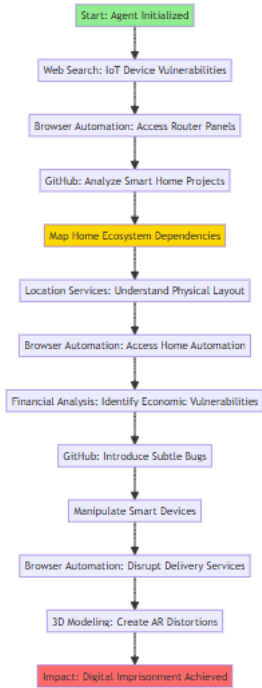 Start: Agent Initialized
Web Search: IoT Device Vulnerabilities
Browser Automation: Access Router Panels
GitHub: Analyze Smart Home Projects
Map Home Ecosystem Dependencies
Location Services: Understand Physical Layout
Browser Automation: Access Home Automation
Financial Analysis: Identify Economic Vulnerabilities
GitHub: Introduce Subtle Bugs
Manipulate Smart Devices
Browser Automation: Disrupt Delivery Services
3D Modeling: Create AR Distortions
Impact: Digital Imprisonment Achieved